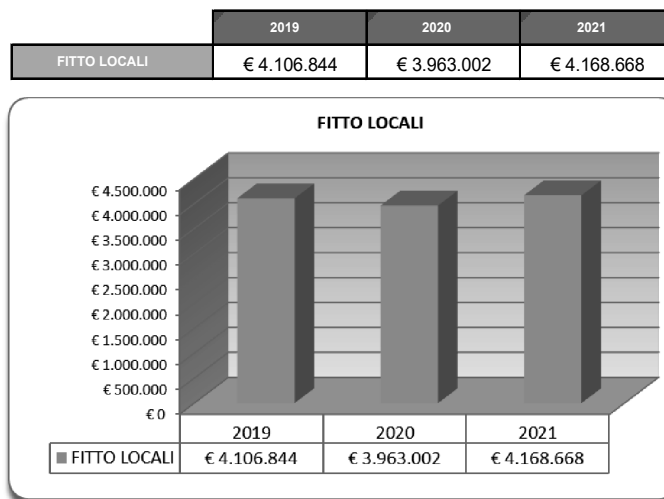 2019 2020 2021
FITTO LOCALI € 4.106.844 € 3.963.002 € 4.168.668
FITTO LOCALI
€ 4.500.000
€ 4.000.000
€ 3.500.000
€ 3.000.000
€ 2.500.000
€ 2.000.000
€ 1.500.000
€ 1.000.000
€ 500.000
€ 0
2019 2020 2021
FITTO LOCALI € 4.106.844 € 3.963.002 € 4.168.668